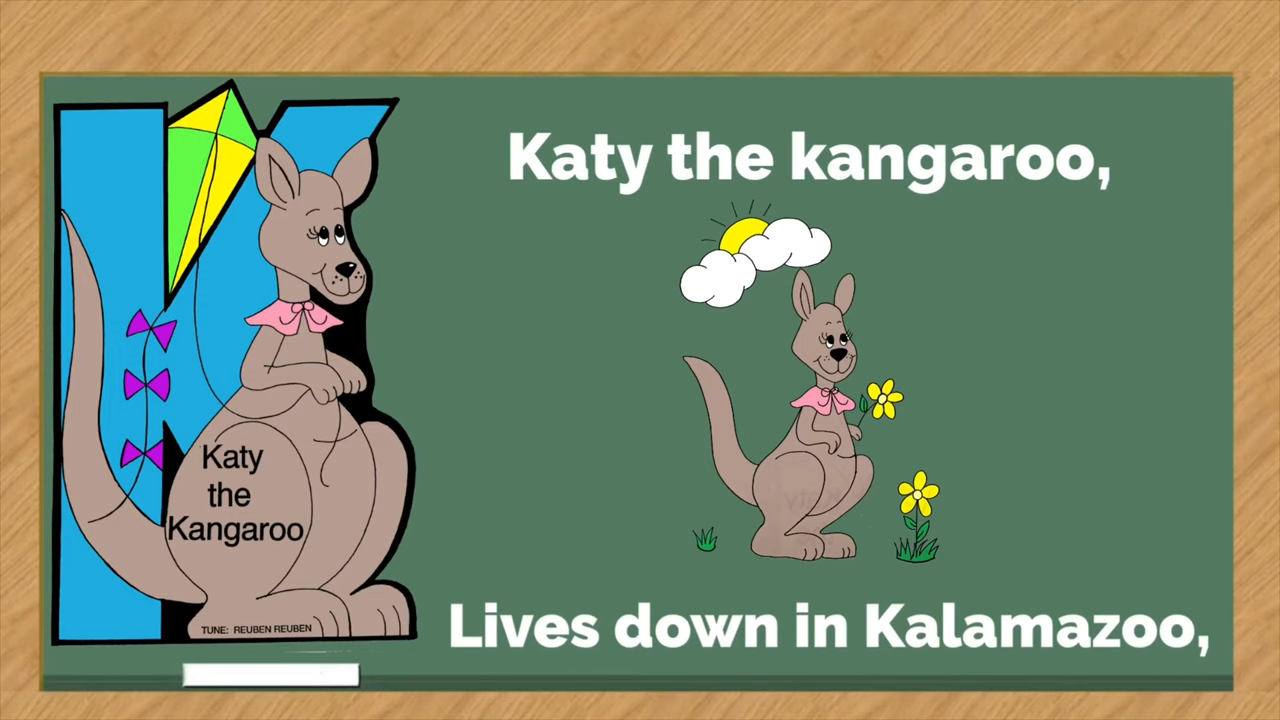 Katy the kangaroo,
Katy
the
Kangaroo
TUNE: REUBEN REUBEN
Lives down in Kalamazoo,